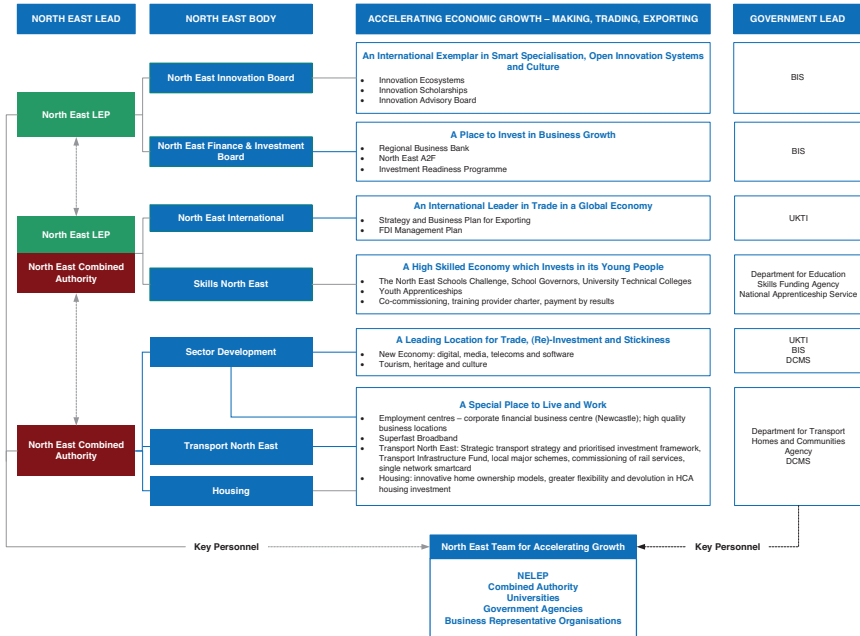 NORTH EAST LEAD
NORTH EAST BODY
ACCELERATING ECONOMIC GROWTH – MAKING, TRADING, EXPORTING
GOVERNMENT LEAD
North East LEP
North East Innovation Board
An International Exemplar in Smart Specialisation, Open Innovation Systems
and Culture
• Innovation Ecosystems
• Innovation Scholarships
• Innovation Advisory Board
BIS
North East Finance & Investment
Board
A Place to Invest in Business Growth
• Regional Business Bank
• North East A2F
• Investment Readiness Programme
BIS
North East LEP
North East Combined
Authority
North East International
An International Leader in Trade in a Global Economy
• Strategy and Business Plan for Exporting
• FDI Management Plan
UKTI
Skills North East
A High Skilled Economy which Invests in its Young People
• The North East Schools Challenge, School Governors, University Technical Colleges
• Youth Apprenticeships
• Co-commissioning, training provider charter, payment by results
Department for Education
Skills Funding Agency
National Apprenticeship Service
Sector Development
A Leading Location for Trade, (Re)-Investment and Stickiness
• New Economy: digital, media, telecoms and software
• Tourism, heritage and culture
UKTI
BIS
DCMS
North East Combined
Authority
Transport North East
Housing
A Special Place to Live and Work
• Employment centres – corporate financial business centre (Newcastle); high quality
business locations
• Superfast Broadband
• Transport North East: Strategic transport strategy and prioritised investment framework,
Transport Infrastructure Fund, local major schemes, commissioning of rail services,
single network smartcard
• Housing: innovative home ownership models, greater flexibility and devolution in HCA
housing investment
Department for Transport
Homes and Communities
Agency
DCMS
Key Personnel
North East Team for Accelerating Growth
Key Personnel
NELEP
Combined Authority
Universities
Government Agencies
Business Representative Organisations